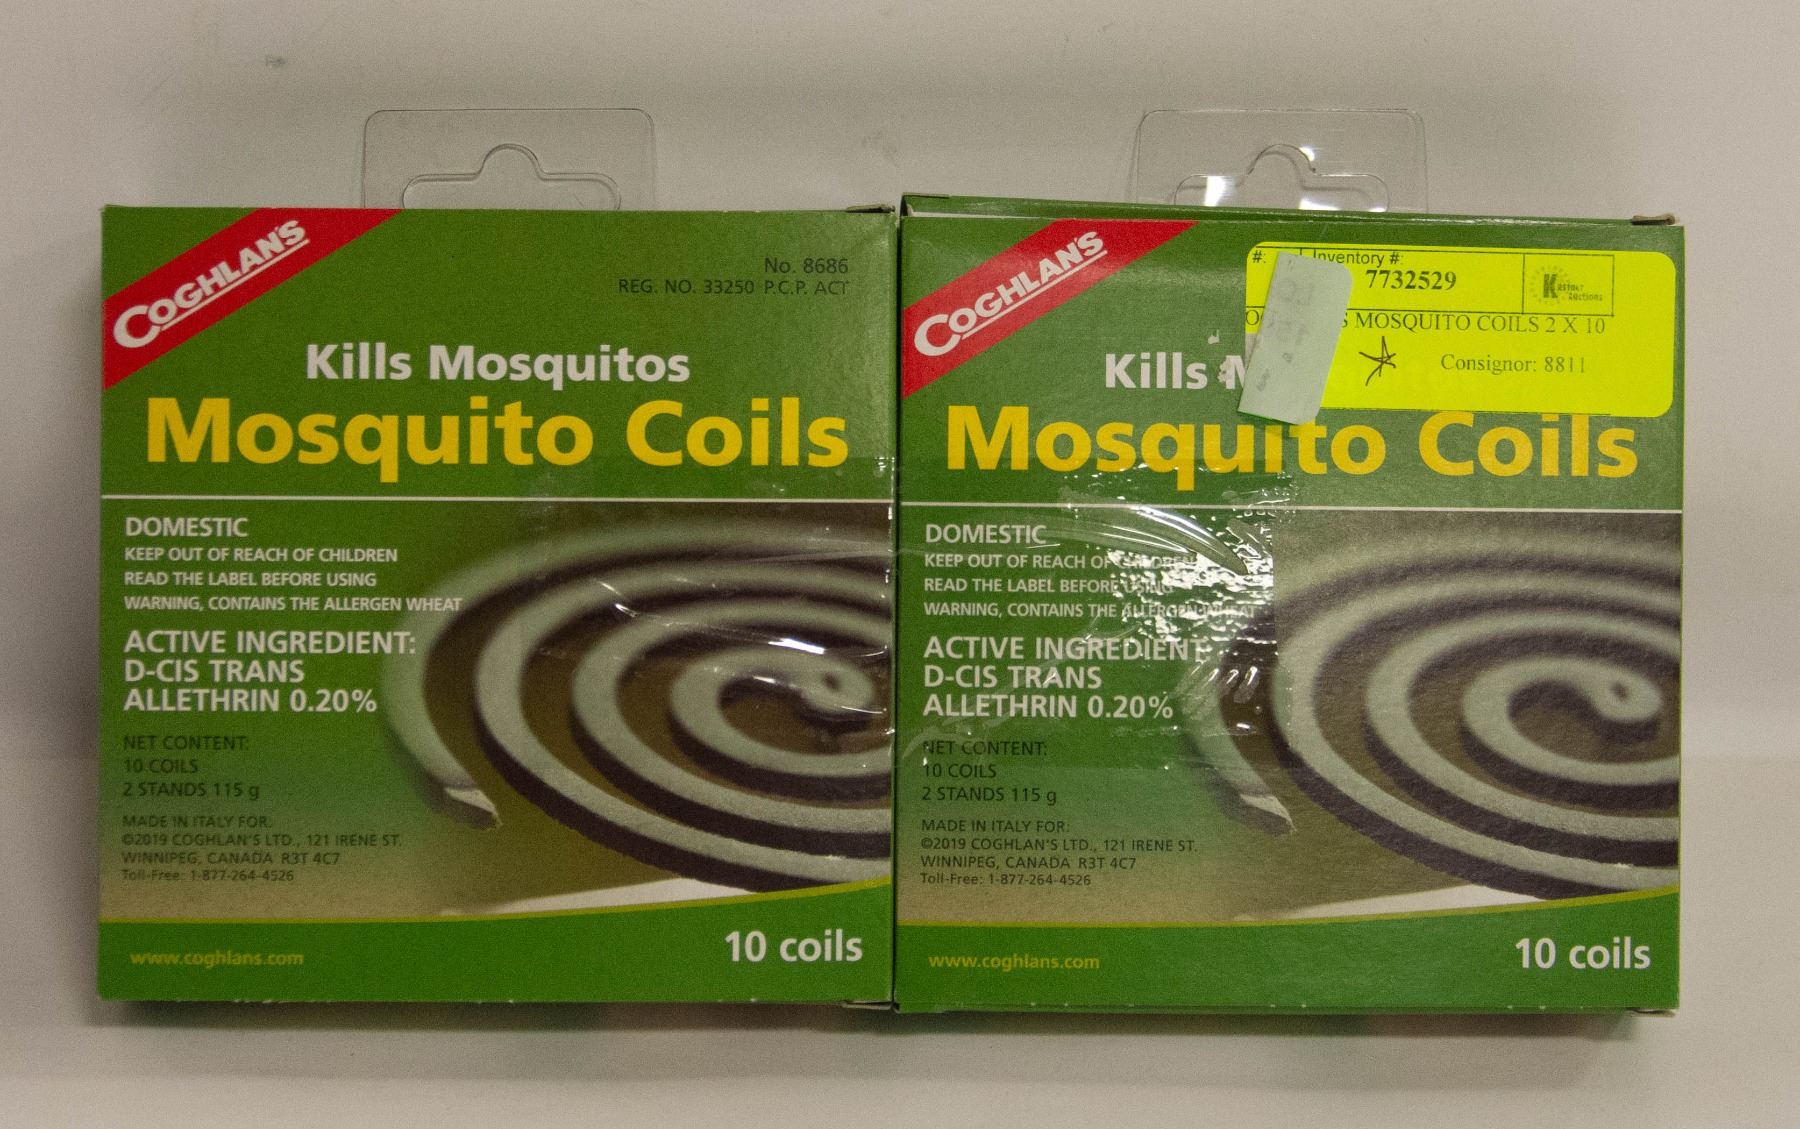 COGHLAN'S
No. 8686
REG. NO. 33250 P.C.P. ACT
Kills Mosquitos
Mosquito Coils
DOMESTIC
KEEP OUT OF REACH OF CHILDREN
READ THE LABEL BEFORE USING
WARNING, CONTAINS THE ALLERGEN WHEAT
ACTIVE INGREDIENT:
D-CIS TRANS
ALLETHRIN 0.20%
NET CONTENT:
10 COILS
2 STANDS 115 g
MADE IN ITALY FOR:
©2019 COGHLAN'S LTD., 121 IRENE ST.
WINNIPEG, CANADA R3T 4C7
Toll-Free: 1-877-264-4526
www.coghlans.com
10 coils
COGHLAN'S
#: Inventory #:
7732529
Kastner
Auctions
MOSQUITO COILS 2 X 10
Consignor: 8811
Kills
Mosquito Coils
DOMESTIC
KEEP OUT OF REACH OF CHILDREN
READ THE LABEL BEFORE USING
WARNING, CONTAINS THE ALLERGEN WHEAT
ACTIVE INGREDIENT:
D-CIS TRANS
ALLETHRIN 0.20%
NET CONTENT:
10 COILS
2 STANDS 115 g
MADE IN ITALY FOR:
©2019 COGHLAN'S LTD., 121 IRENE ST.
WINNIPEG, CANADA R3T 4C7
Toll-Free: 1-877-264-4526
www.coghlans.com
10 coils